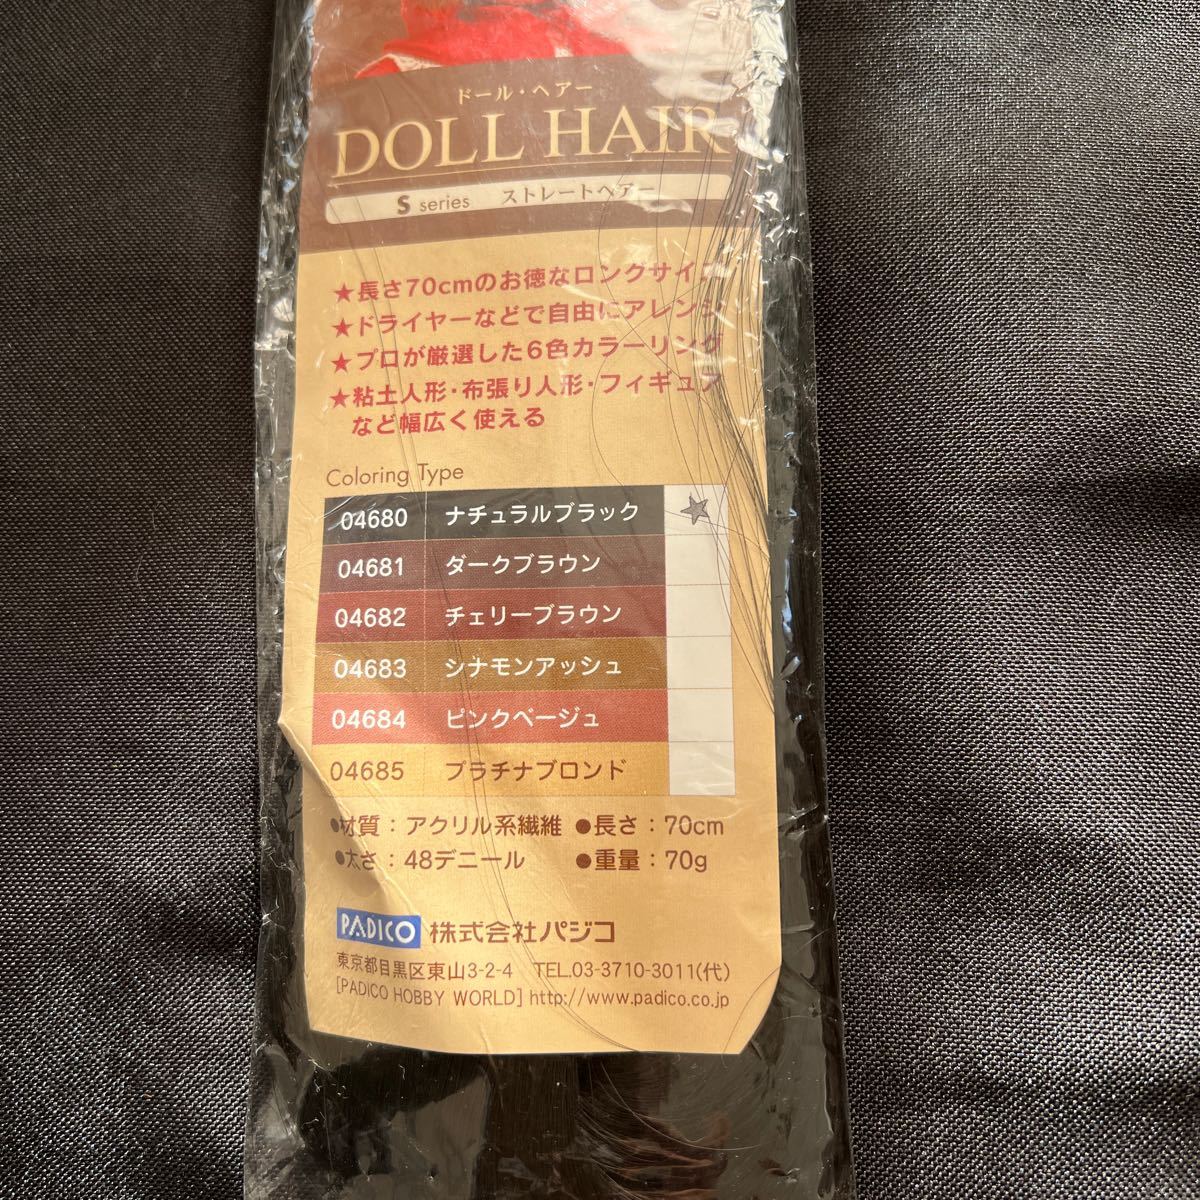 ドール・ヘアー
DOLL HAIR
S series ストレートヘアー
★長さ70cmのお徳なロングサイズ
★ドライヤーなどで自由にアレンジ
★プロが厳選した6色カラーリング
★粘土人形・布張り人形・フィギュア
など幅広く使える
Coloring Type
04680 ナチュラルブラック ★
04681 ダークブラウン
04682 チェリーブラウン
04683 シナモンアッシュ
04684 ピンクベージュ
04685 プラチナブロンド
●材質：アクリル系繊維 ●長さ：70cm
●太さ：48デニール ●重量：70g
PADICO 株式会社パジコ
東京都目黒区東山3-2-4 TEL.03-3710-3011(代)
[PADICO HOBBY WORLD] http://www.padico.co.jp